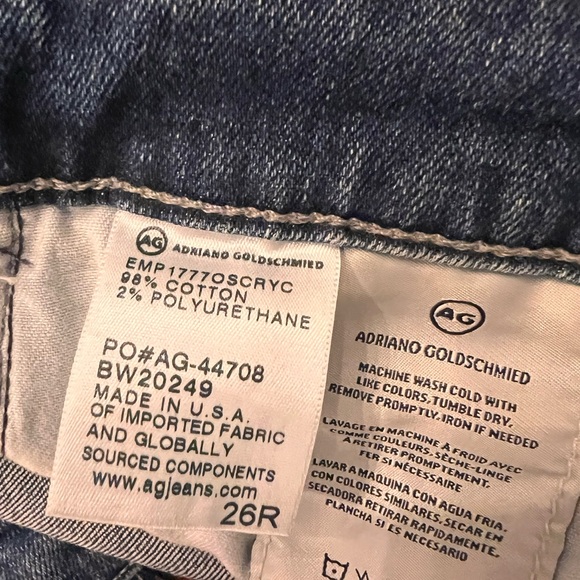 AG ADRIANO GOLDSCHMIED
EMP1777OSCRYC
98% COTTON
2% POLYURETHANE
PO#AG-44708
BW20249
MADE IN U.S.A.
OF IMPORTED FABRIC
AND GLOBALLY
SOURCED COMPONENTS
www.agjeans.com
26R
AG
ADRIANO GOLDSCHMIED
MACHINE WASH COLD WITH
LIKE COLORS, TUMBLE DRY.
REMOVE PROMPTLY, IRON IF NEEDED
LAVAGE EN MACHINE À FROID AVEC
COMME COULEURS, SÈCHE-LINGE
À RETIRER PROMPTEMENT.
FER SI NÉCESSAIRE
LAVAR A MAQUINA CON AGUA FRIA.
CON COLORES SIMILARES, SECAR EN
SECADORA RETIRAR RAPIDAMENTE.
PLANCHA SI ES NECESARIO